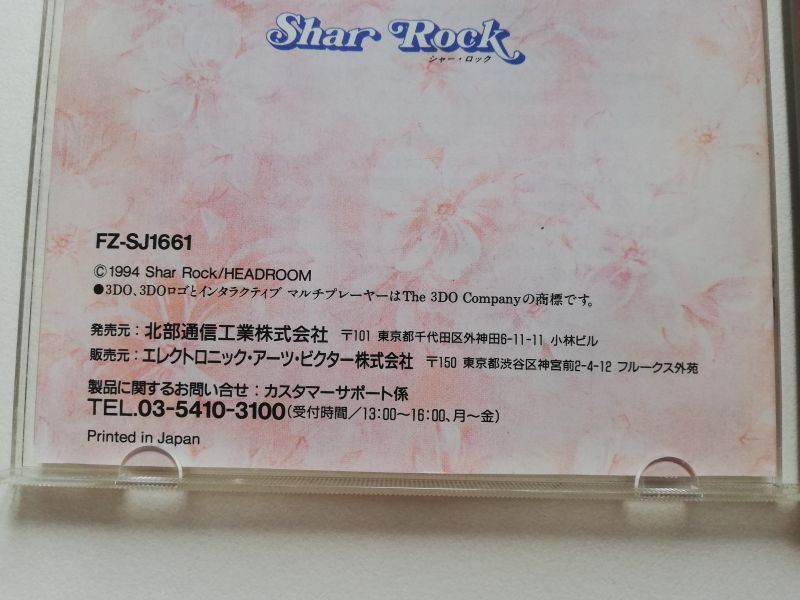 Shar Rock
シャー・ロック
FZ-SJ1661
©1994 Shar Rock/HEADROOM
●3DO、3DOロゴとインタラクティブ マルチプレーヤーはThe 3DO Companyの商標です。
発売元：北部通信工業株式会社 〒101 東京都千代田区外神田6-11-11 小林ビル
販売元：エレクトロニック・アーツ・ビクター株式会社 〒150 東京都渋谷区神宮前2-4-12 フルークス外苑
製品に関するお問い合せ：カスタマーサポート係
TEL.03-5410-3100(受付時間／13:00〜16:00、月〜金)
Printed in Japan